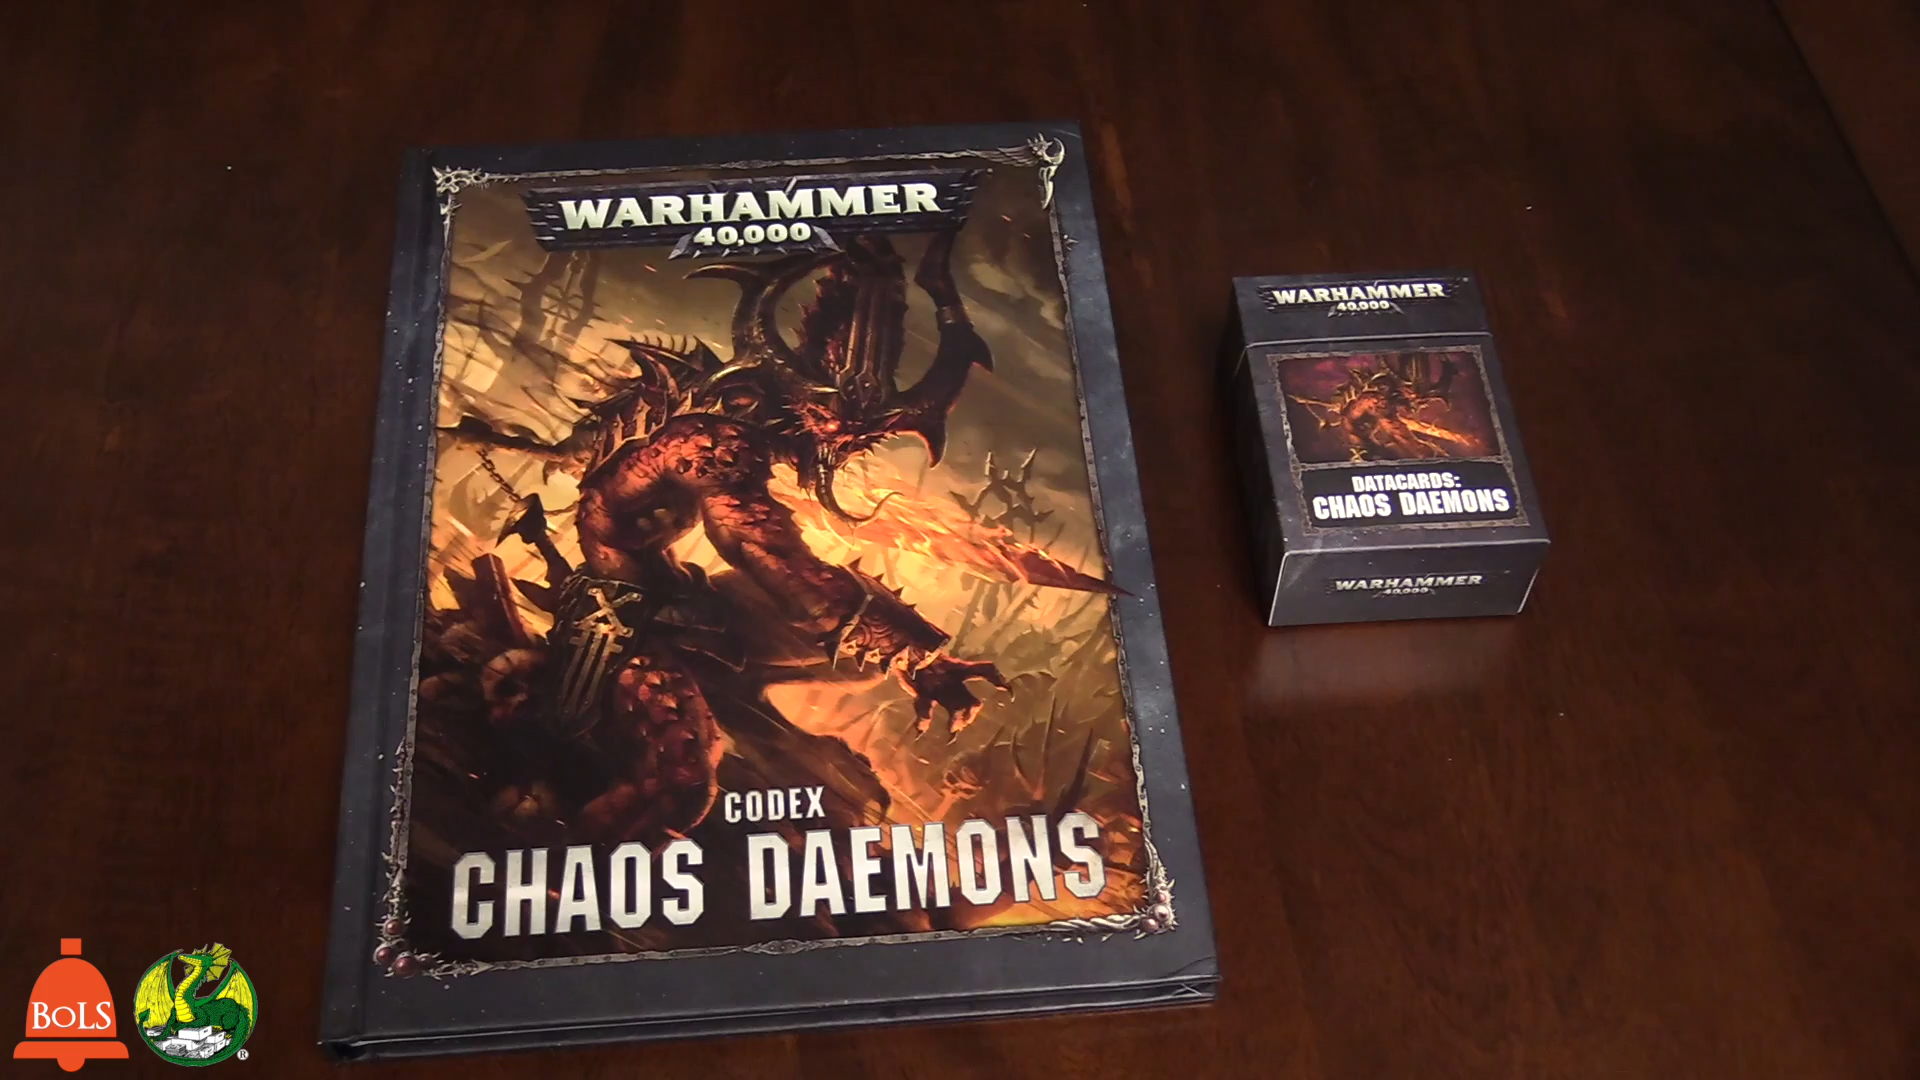 WARHAMMER
40,000
CODEX
CHAOS DAEMONS
WARHAMMER
40,000
DATACARDS:
CHAOS DAEMONS
WARHAMMER
40,000
BoLS
®